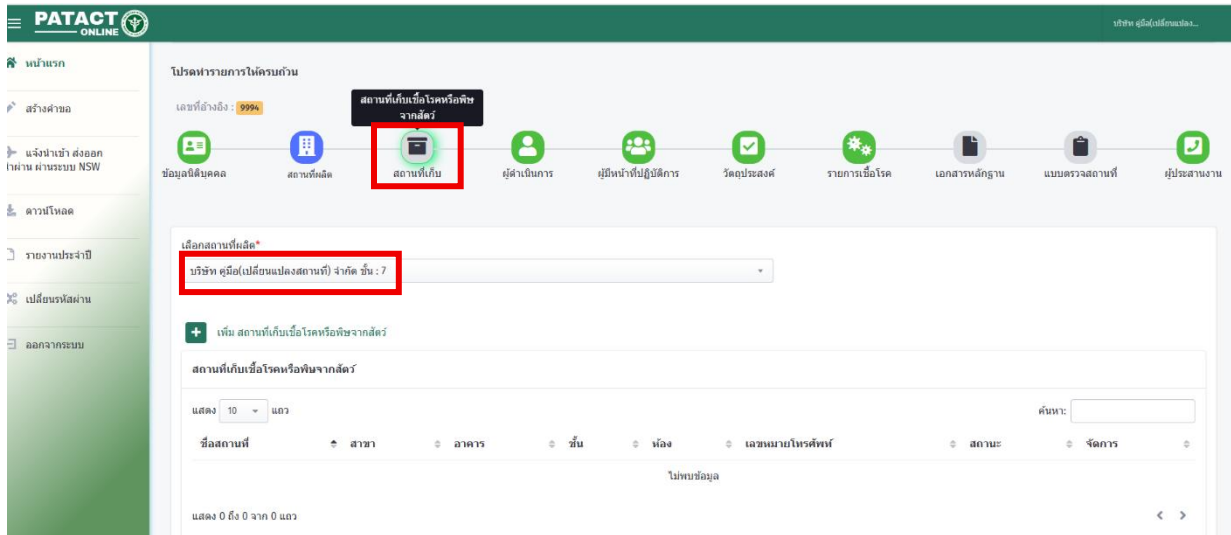 PATACT
ONLINE
บริษัท คู่มือ(เปลี่ยนแปลง...
หน้าแรก
สร้างคำขอ
แจ้งนำเข้า ส่งออก
นำผ่าน ผ่านระบบ NSW
ดาวน์โหลด
รายงานประจำปี
เปลี่ยนรหัสผ่าน
ออกจากระบบ
โปรดทำรายการให้ครบถ้วน
เลขที่อ้างอิง : 9994
สถานที่เก็บเชื้อโรคหรือพิษ
จากสัตว์
ข้อมูลนิติบุคคล
สถานที่ผลิต
สถานที่เก็บ
ผู้ดำเนินการ
ผู้มีหน้าที่ปฏิบัติการ
วัตถุประสงค์
รายการเชื้อโรค
เอกสารหลักฐาน
แบบตรวจสถานที่
ผู้ประสานงาน
เลือกสถานที่ผลิต*
บริษัท คู่มือ(เปลี่ยนแปลงสถานที่) จำกัด ชั้น : 7
+ เพิ่ม สถานที่เก็บเชื้อโรคหรือพิษจากสัตว์
สถานที่เก็บเชื้อโรคหรือพิษจากสัตว์
แสดง 10 แถว
ค้นหา:
ชื่อสถานที่ สาขา อาคาร ชั้น ห้อง เลขหมายโทรศัพท์ สถานะ จัดการ
ไม่พบข้อมูล
แสดง 0 ถึง 0 จาก 0 แถว